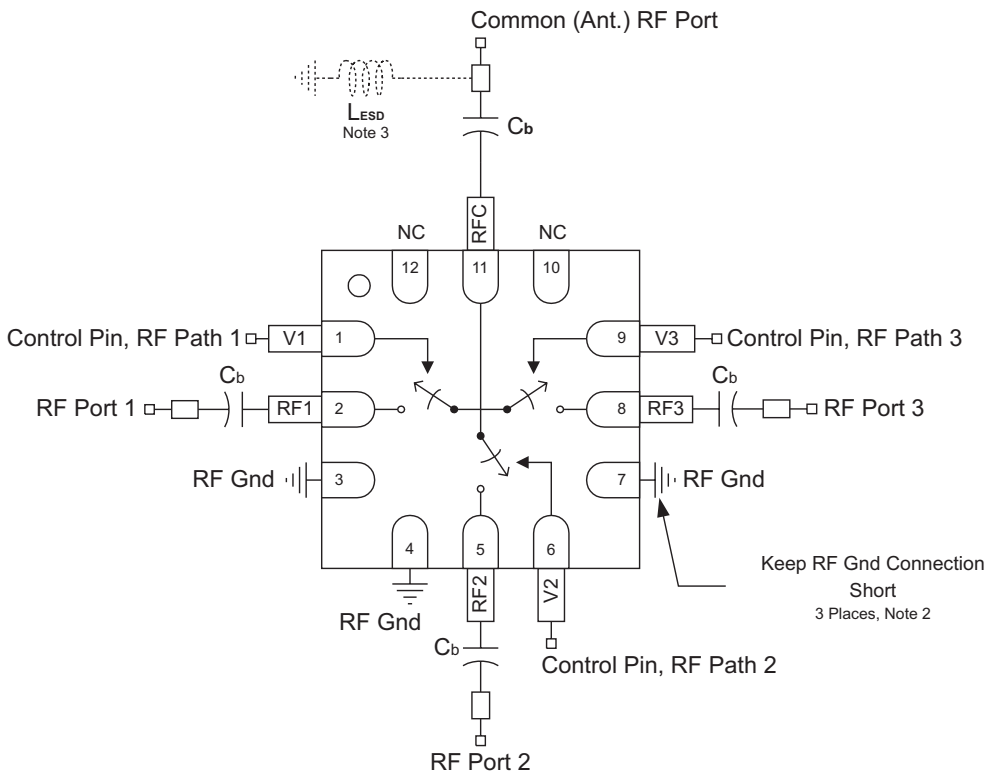 Common (Ant.) RF Port
LESD
Note 3
Cb
RFC
NC
NC
12
11
10
Control Pin, RF Path 1
V1
1
9
V3
Control Pin, RF Path 3
Cb
Cb
RF Port 1
RF1
2
8
RF3
RF Port 3
RF Gnd
3
7
RF Gnd
4
5
6
Keep RF Gnd Connection
Short
3 Places, Note 2
RF2
V2
RF Gnd
Cb
Control Pin, RF Path 2
RF Port 2